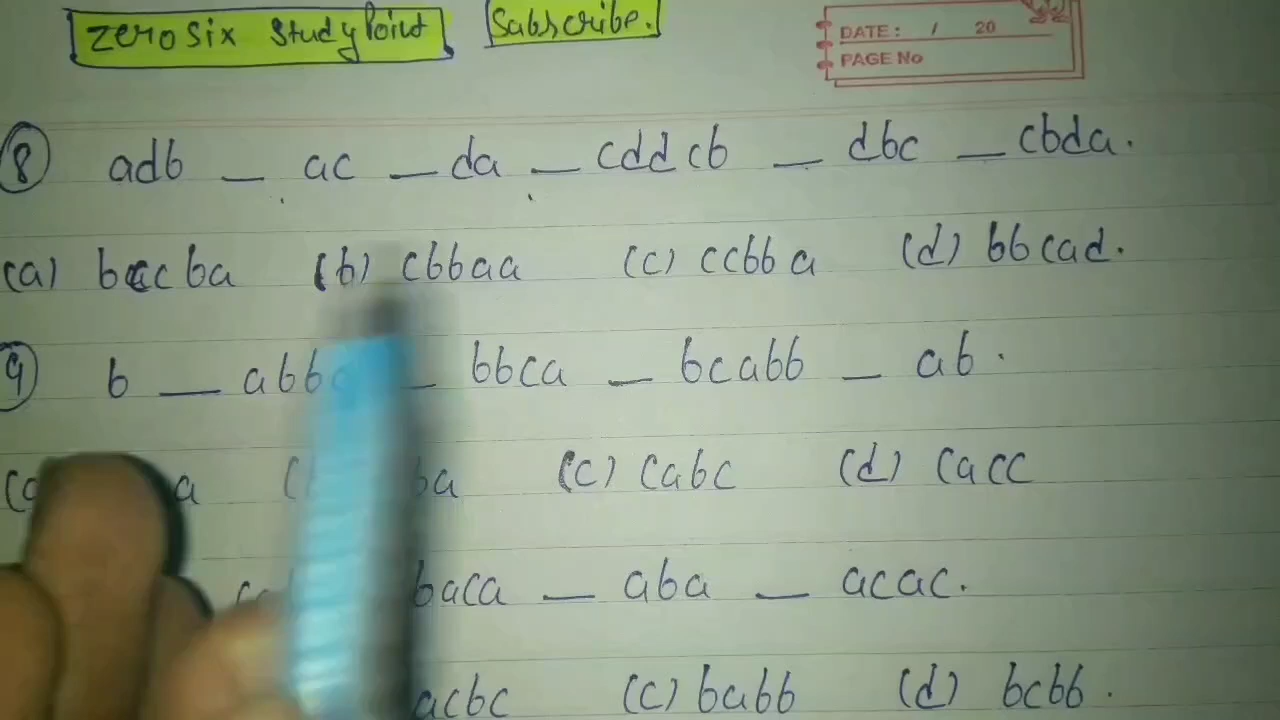 zero six Study Point Subscribe.
DATE: / 20
PAGE No
8 adb _ ac _ da _ cddcb _ dbc _ cbda.
(a) bccba (b) cbbaa (c) ccbba (d) bbcad.
9 b _ abb _ bbca _ bcabb _ ab.
a ba (c) cabc (d) cacc
baca _ aba _ acac.
acbc (c) babb (d) bcbb.